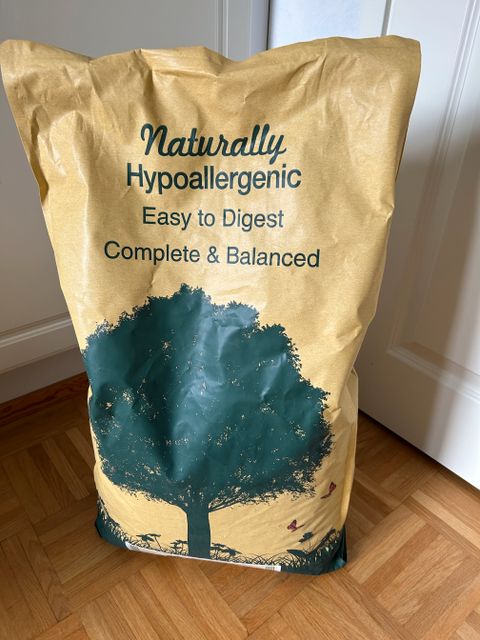 Naturally
Hypoallergenic
Easy to Digest
Complete & Balanced